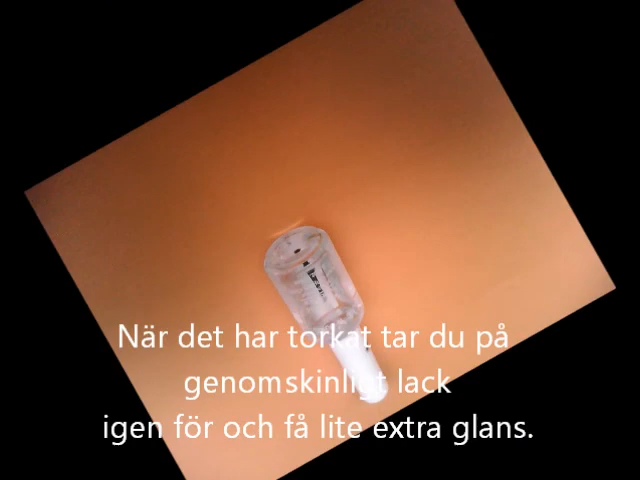 När det har torkat tar du på
genomskinligt lack
igen för och få lite extra glans.